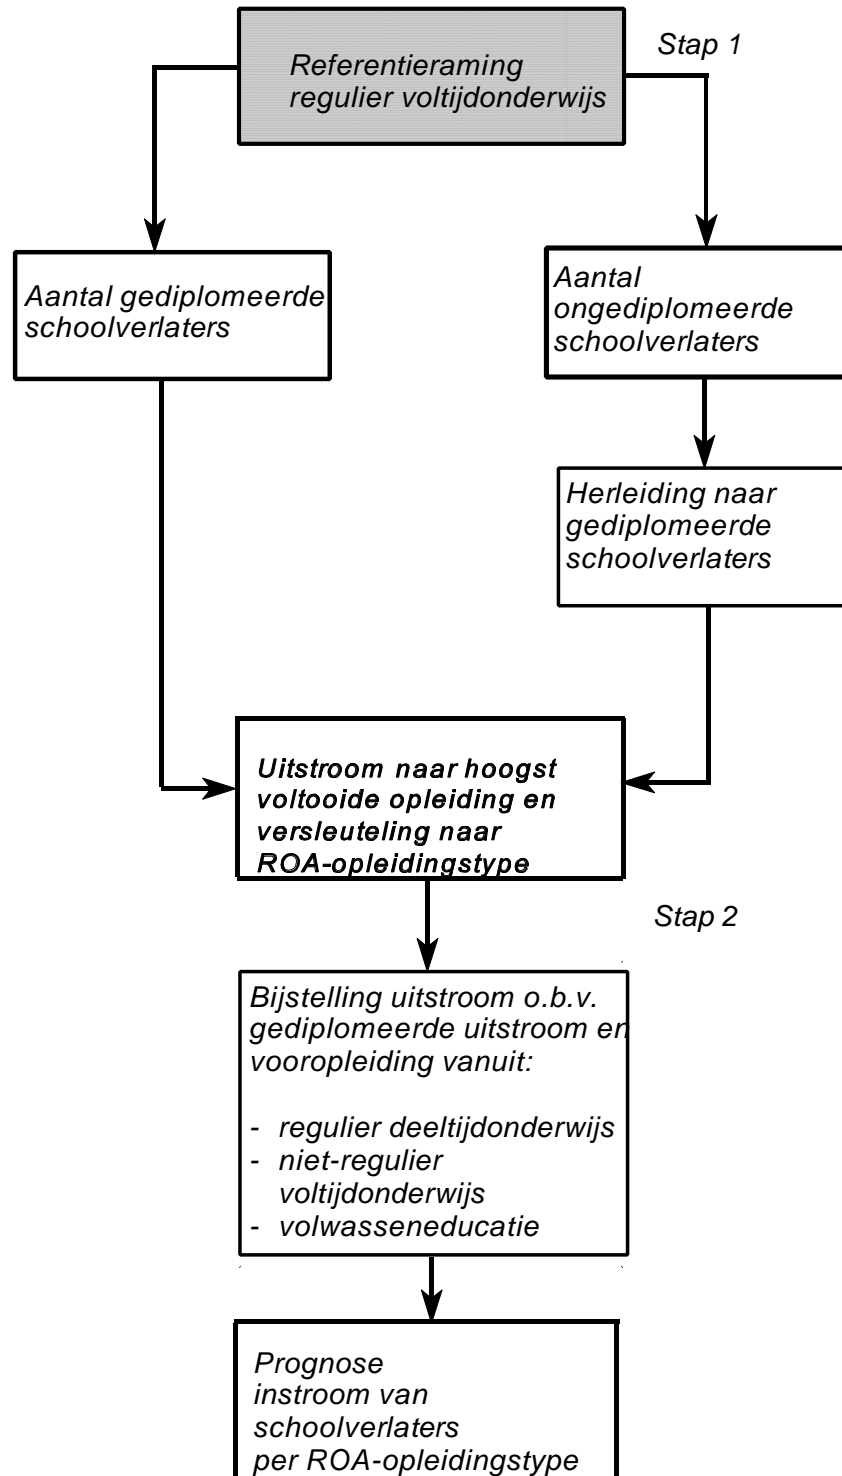 Stap 1
Referentieraming
regulier voltijdonderwijs
Aantal gediplomeerde
schoolverlaters
Aantal
ongediplomeerde
schoolverlaters
Herleiding naar
gediplomeerde
schoolverlaters
Uitstroom naar hoogst
voltooide opleiding en
versleuteling naar
ROA-opleidingstype
Stap 2
Bijstelling uitstroom o.b.v.
gediplomeerde uitstroom en
vooropleiding vanuit:
- regulier deeltijdonderwijs
- niet-regulier
voltijdonderwijs
- volwasseneducatie
Prognose
instroom van
schoolverlaters
per ROA-opleidingstype